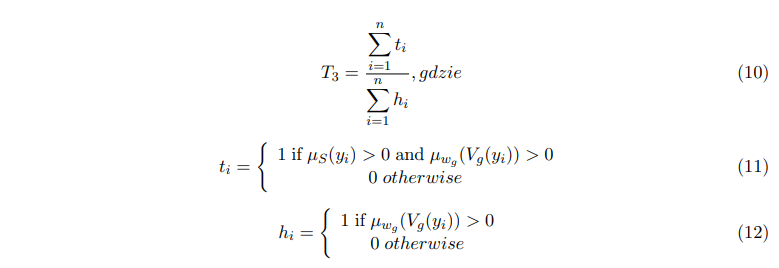 T₃ = \frac{\sum_{i=1}^{n} t_i}{\sum_{i=1}^{n} h_i}, gdzie (10)
t_i = { 1 if μ_S(y_i) > 0 and μ_{w_g}(V_g(y_i)) > 0 (11)
0 otherwise
h_i = { 1 if μ_{w_g}(V_g(y_i)) > 0 (12)
0 otherwise